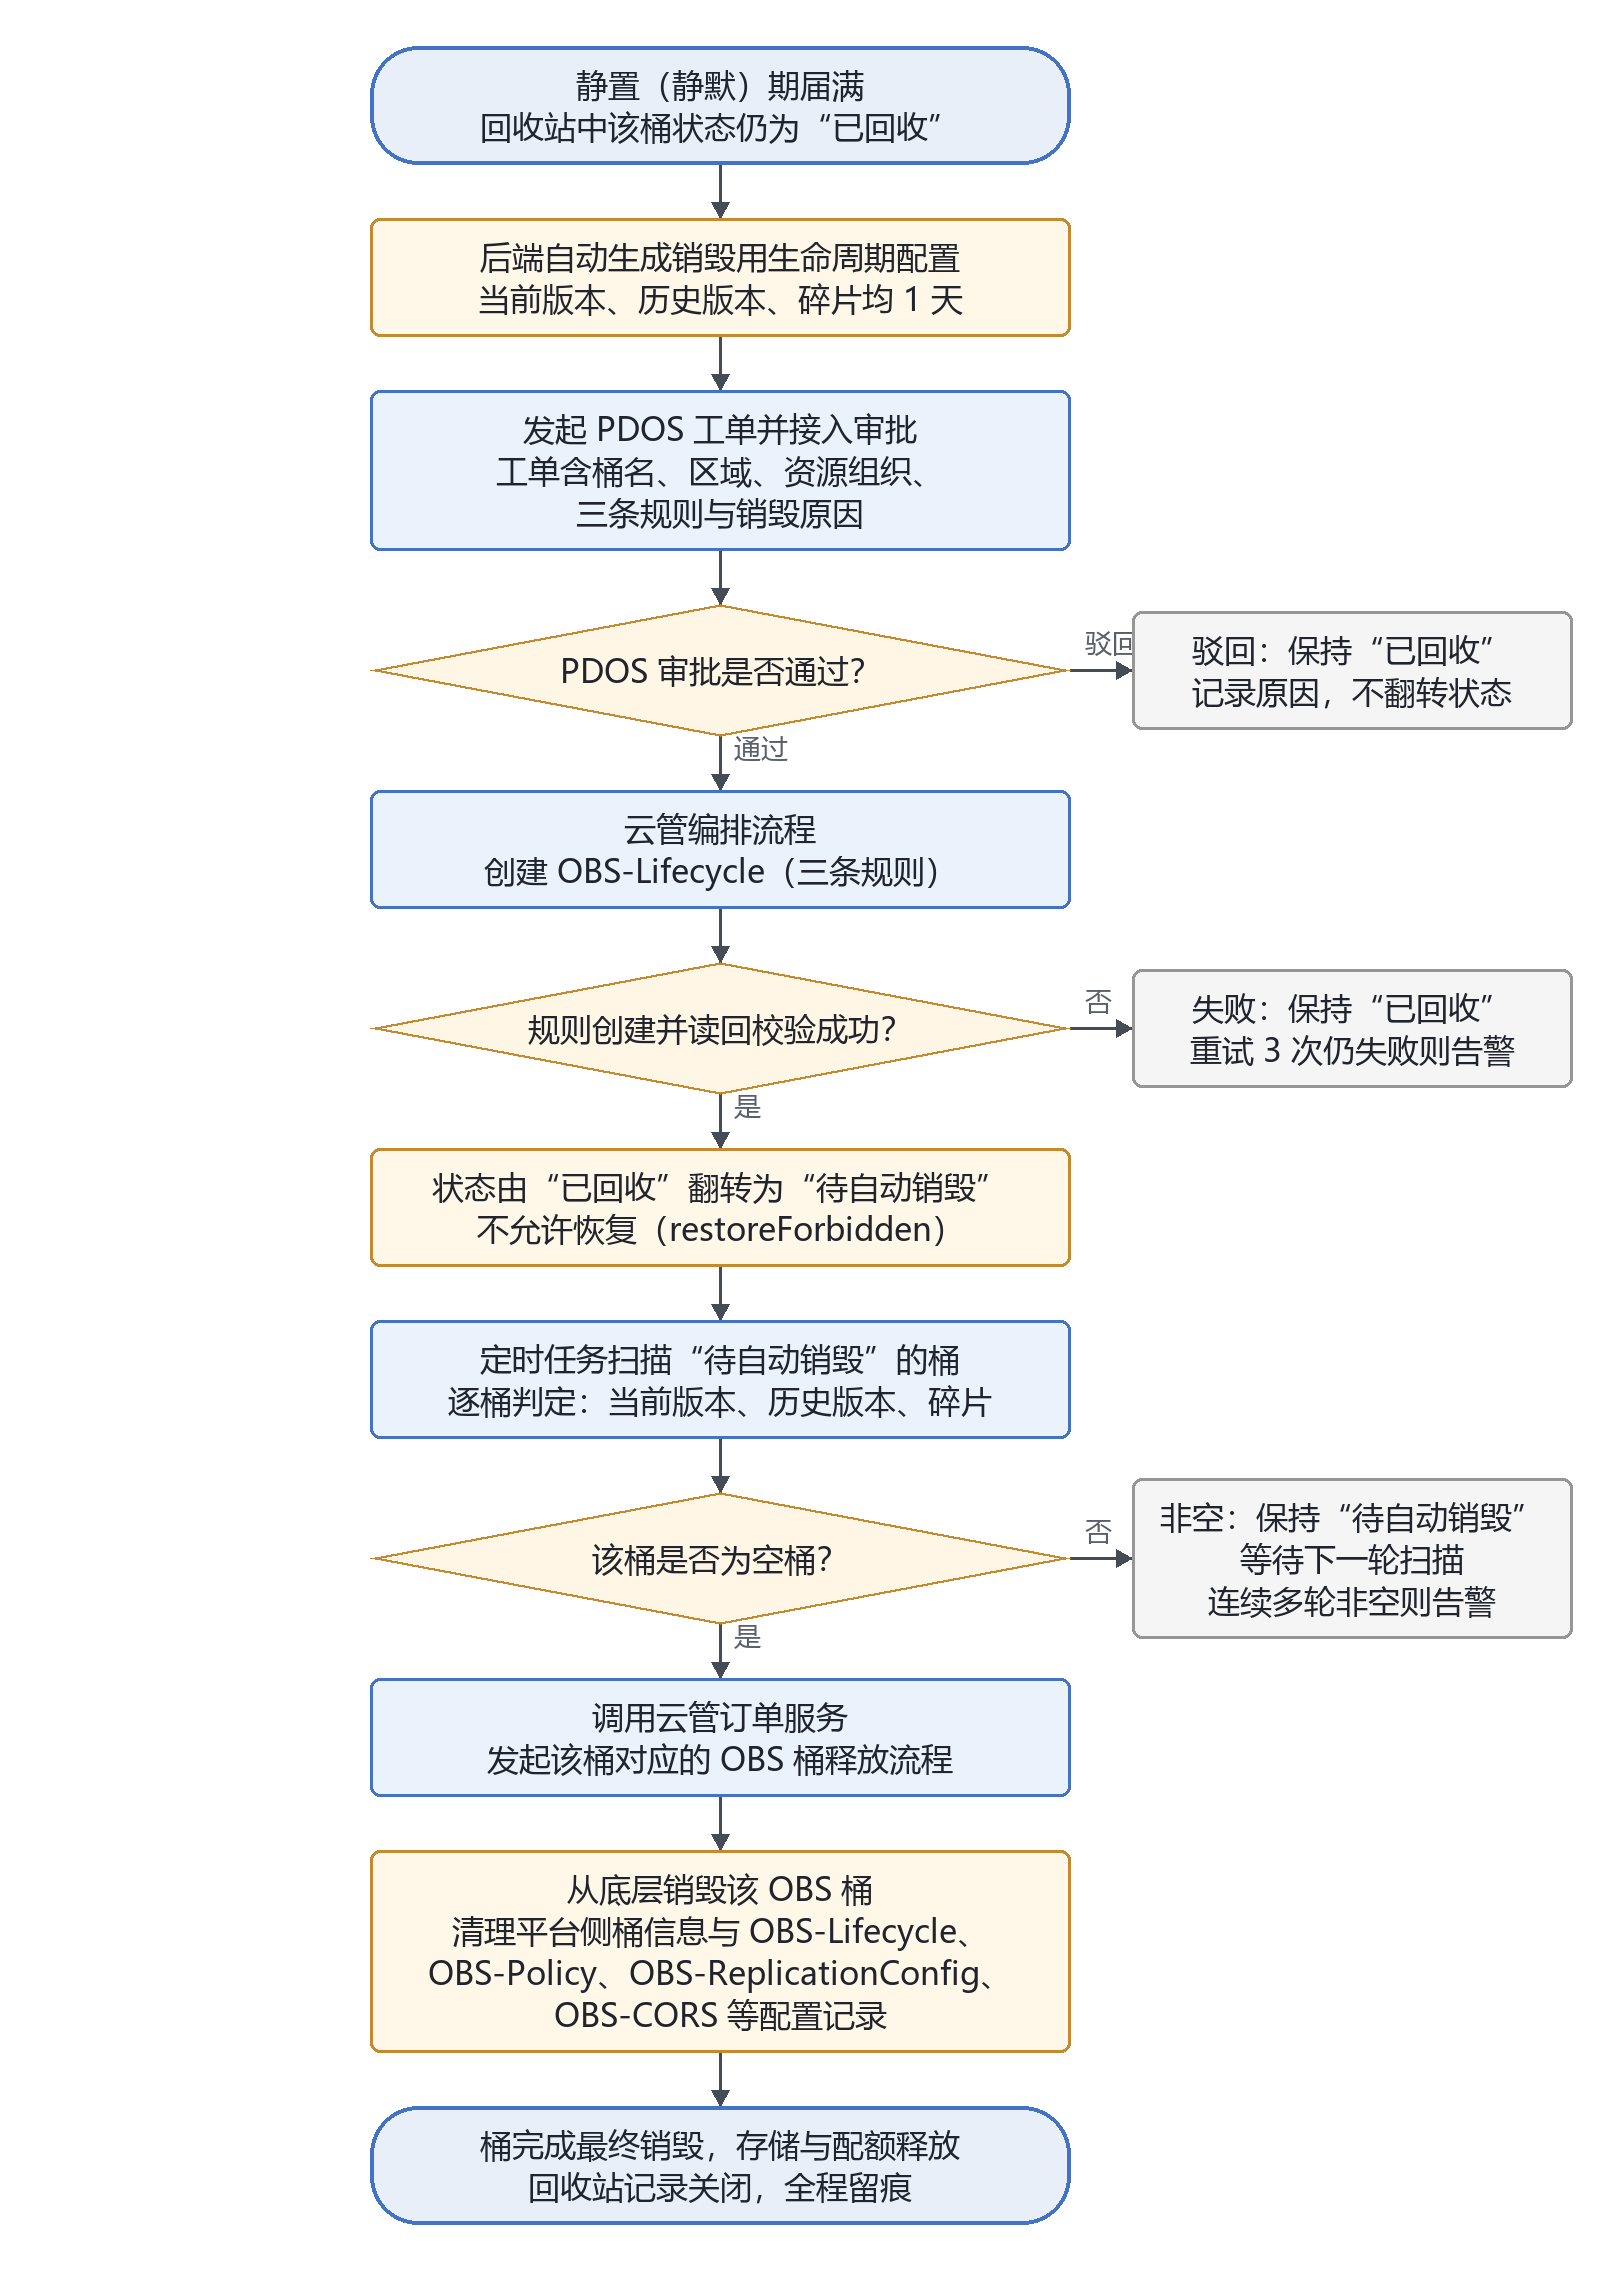 静置（静默）期届满
回收站中该桶状态仍为“已回收”
后端自动生成销毁用生命周期配置
当前版本、历史版本、碎片均 1 天
发起 PDOS 工单并接入审批
工单含桶名、区域、资源组织、
三条规则与销毁原因
PDOS 审批是否通过？
驳回
驳回：保持“已回收”
记录原因，不翻转状态
通过
云管编排流程
创建 OBS-Lifecycle（三条规则）
规则创建并读回校验成功？
否
失败：保持“已回收”
重试 3 次仍失败则告警
是
状态由“已回收”翻转为“待自动销毁”
不允许恢复（restoreForbidden）
定时任务扫描“待自动销毁”的桶
逐桶判定：当前版本、历史版本、碎片
该桶是否为空桶？
否
非空：保持“待自动销毁”
等待下一轮扫描
连续多轮非空则告警
是
调用云管订单服务
发起该桶对应的 OBS 桶释放流程
从底层销毁该 OBS 桶
清理平台侧桶信息与 OBS-Lifecycle、
OBS-Policy、OBS-ReplicationConfig、
OBS-CORS 等配置记录
桶完成最终销毁，存储与配额释放
回收站记录关闭，全程留痕